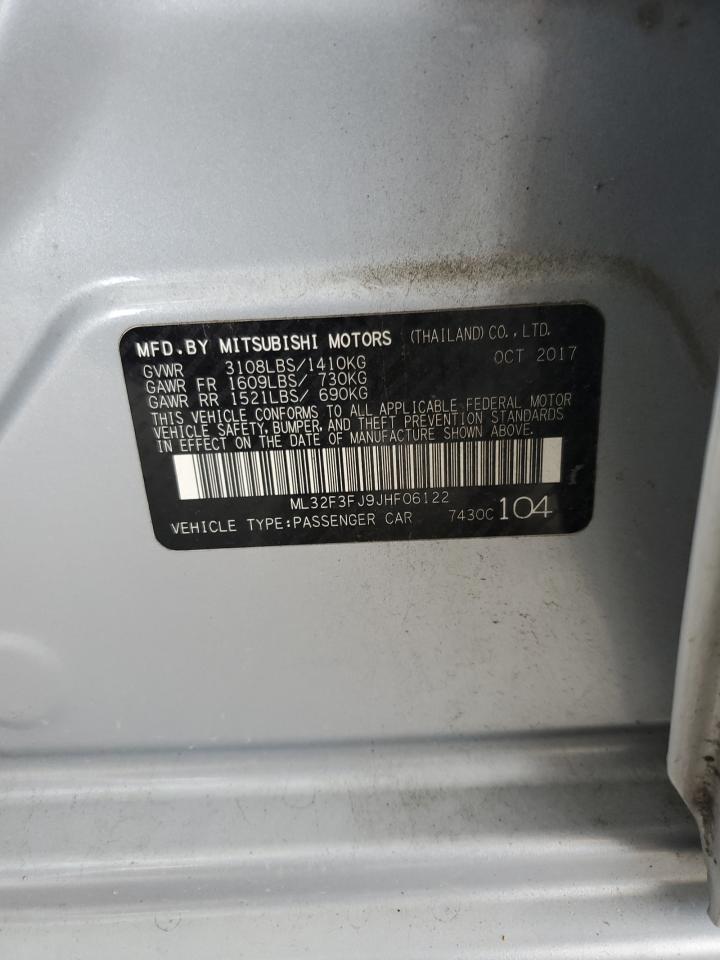 MFD.BY MITSUBISHI MOTORS (THAILAND) CO.,LTD.
GVWR 3108LBS/1410KG OCT 2017
GAWR FR 1609LBS/ 730KG
GAWR RR 1521LBS/ 690KG
THIS VEHICLE CONFORMS TO ALL APPLICABLE FEDERAL MOTOR
VEHICLE SAFETY, BUMPER, AND THEFT PREVENTION STANDARDS
IN EFFECT ON THE DATE OF MANUFACTURE SHOWN ABOVE.
ML32F3FJ9JHF06122
VEHICLE TYPE:PASSENGER CAR 7430C 104